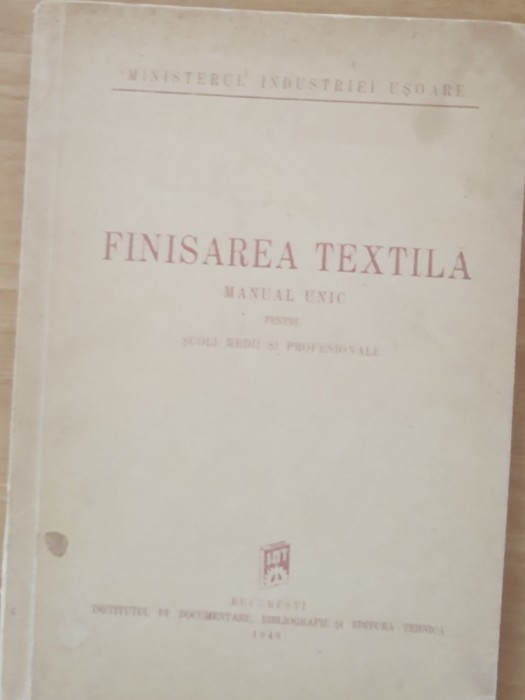 MINISTERUL INDUSTRIEI UȘOARE
FINISAREA TEXTILA
MANUAL UNIC
PENTRU
ȘCOLI MEDII ȘI PROFESIONALE
IDT
BUCUREȘTI
INSTITUTUL DE DOCUMENTARE, BIBLIOGRAFIE ȘI EDITURA TEHNICA